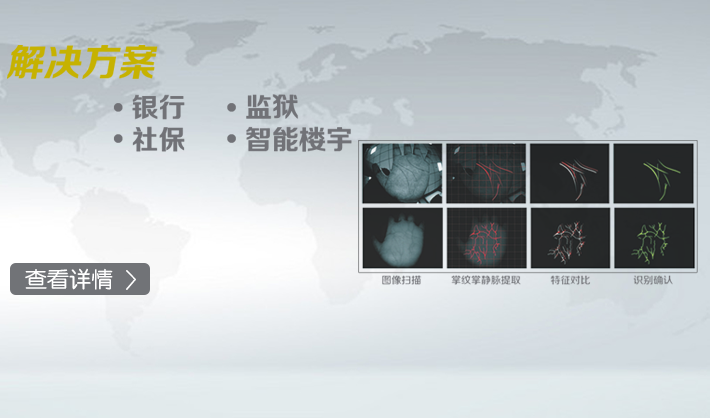 解决方案
• 银行 • 监狱
• 社保 • 智能楼宇
查看详情 >
图像扫描 掌纹掌静脉提取 特征对比 识别确认